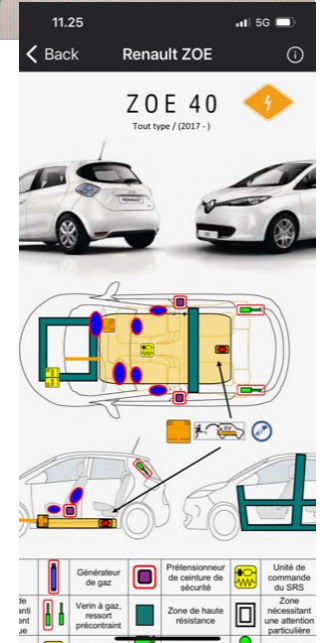 11.25
5G
Back
Renault ZOE
ZOE 40
Tout type / (2017 - )
EV
Générateur
de gaz
Prétensionneur
de ceinture de
sécurité
Unité de
commande
du SRS
Verin à gaz,
ressort
précontraint
Zone de haute
résistance
Zone
nécessitant
une attention
particulière